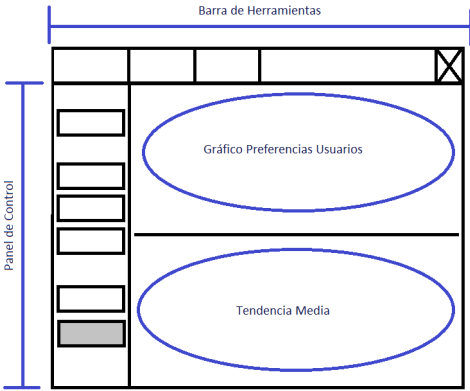 Barra de Herramientas
Gráfico Preferencias Usuarios
Panel de Control
Tendencia Media